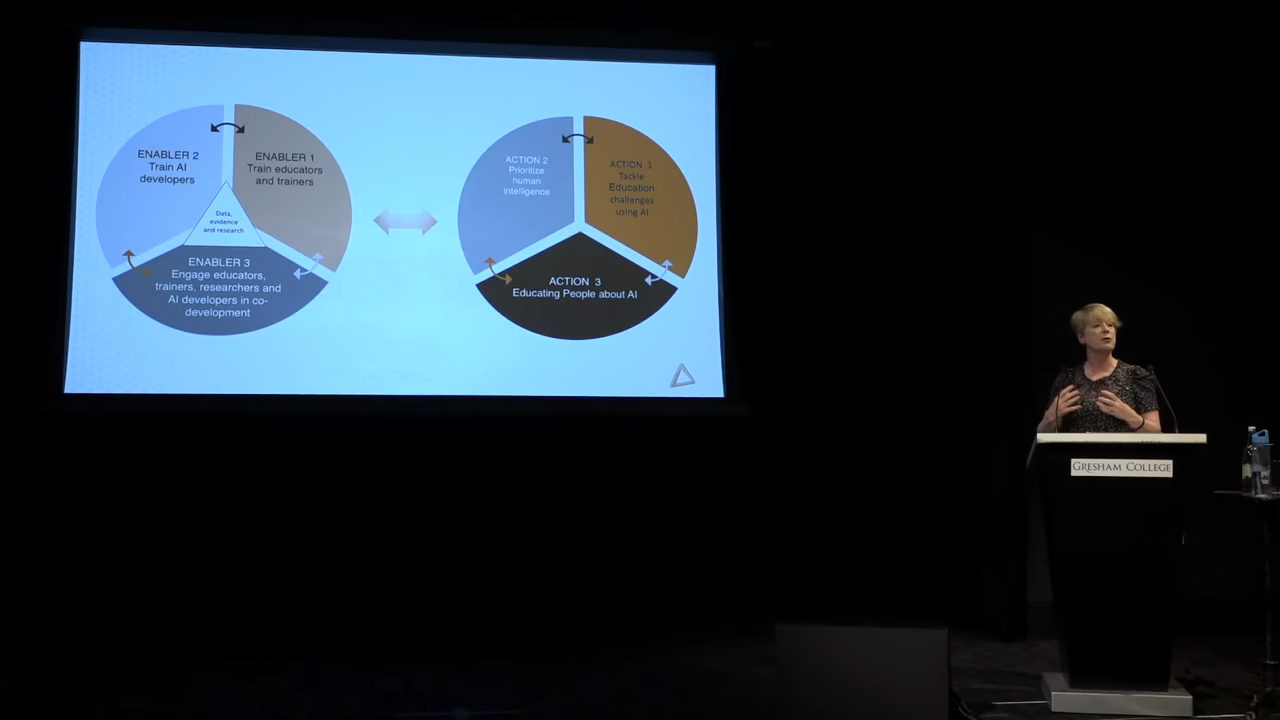 ENABLER 2
Train AI
developers
ENABLER 1
Train educators
and trainers
Data,
evidence
and research
ENABLER 3
Engage educators,
trainers, researchers and
AI developers in co-
development
ACTION 2
Prioritize
human
intelligence
ACTION 1
Tackle
Education
challenges
using AI
ACTION 3
Educating People about AI
GRESHAM COLLEGE